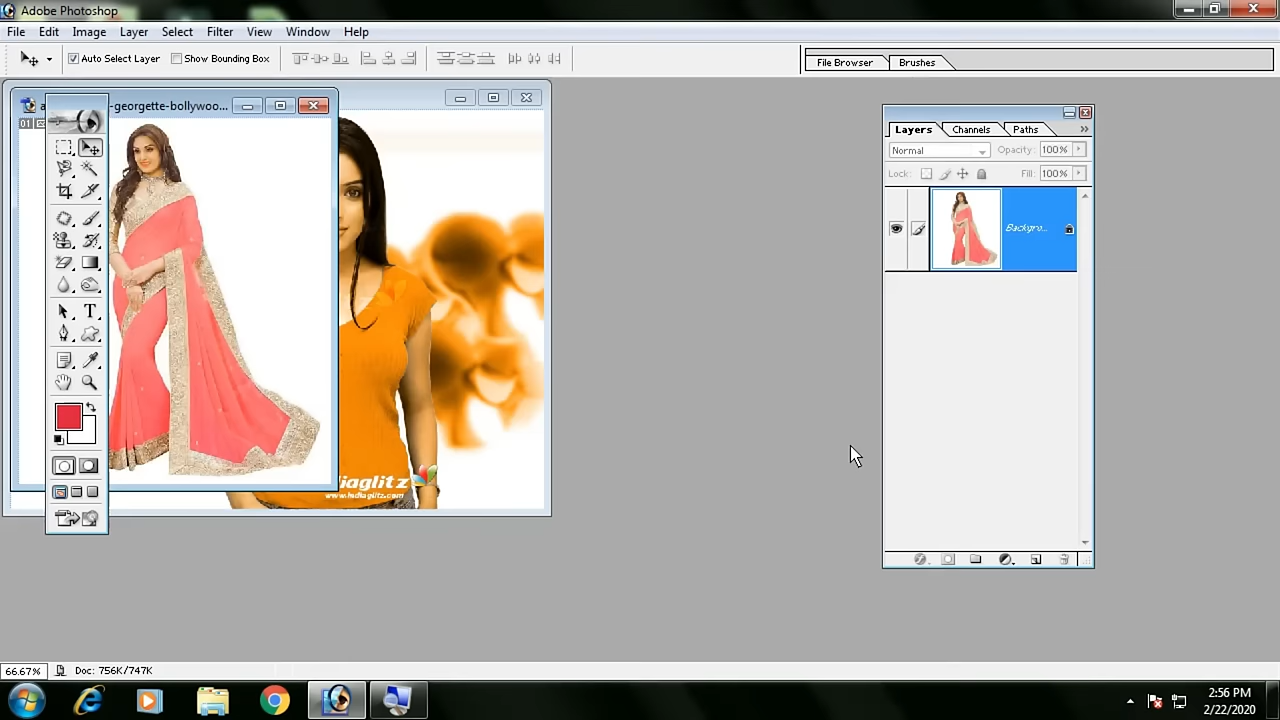 Adobe Photoshop
File Edit Image Layer Select Filter View Window Help
Auto Select Layer Show Bounding Box
File Browser Brushes
-georgette-bollywoo...
01
Layers Channels Paths
Normal Opacity: 100%
Lock: Fill: 100%
Backgro...
T
diaglitz
www.indiaglitz.com
66.67% Doc: 756K/747K
2:56 PM
2/22/2020